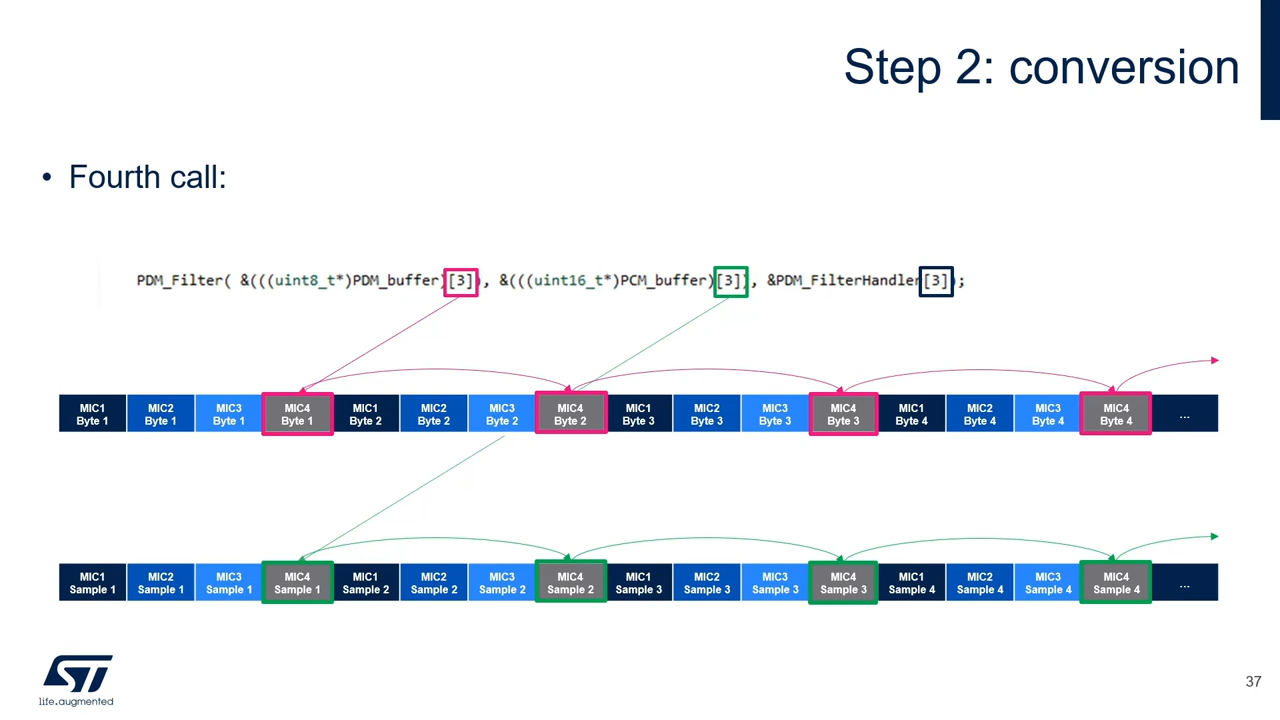 Step 2: conversion
• Fourth call:
PDM_Filter( &(((uint8_t*)PDM_buffer)[3]), &(((uint16_t*)PCM_buffer)[3]), &PDM_FilterHandler[3]);
MIC1 MIC2 MIC3 MIC4 MIC1 MIC2 MIC3 MIC4 MIC1 MIC2 MIC3 MIC4 MIC1 MIC2 MIC3 MIC4 ...
Byte 1 Byte 1 Byte 1 Byte 1 Byte 2 Byte 2 Byte 2 Byte 2 Byte 3 Byte 3 Byte 3 Byte 3 Byte 4 Byte 4 Byte 4 Byte 4
MIC1 MIC2 MIC3 MIC4 MIC1 MIC2 MIC3 MIC4 MIC1 MIC2 MIC3 MIC4 MIC1 MIC2 MIC3 MIC4 ...
Sample 1 Sample 1 Sample 1 Sample 1 Sample 2 Sample 2 Sample 2 Sample 2 Sample 3 Sample 3 Sample 3 Sample 3 Sample 4 Sample 4 Sample 4 Sample 4
ST
life.augmented
37